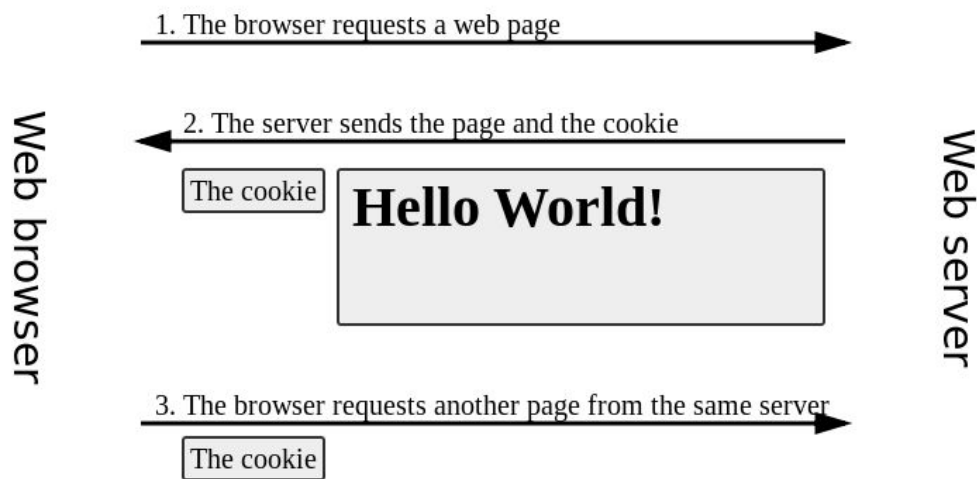 1. The browser requests a web page
2. The server sends the page and the cookie
Web browser
The cookie
Hello World!
Web server
3. The browser requests another page from the same server
The cookie